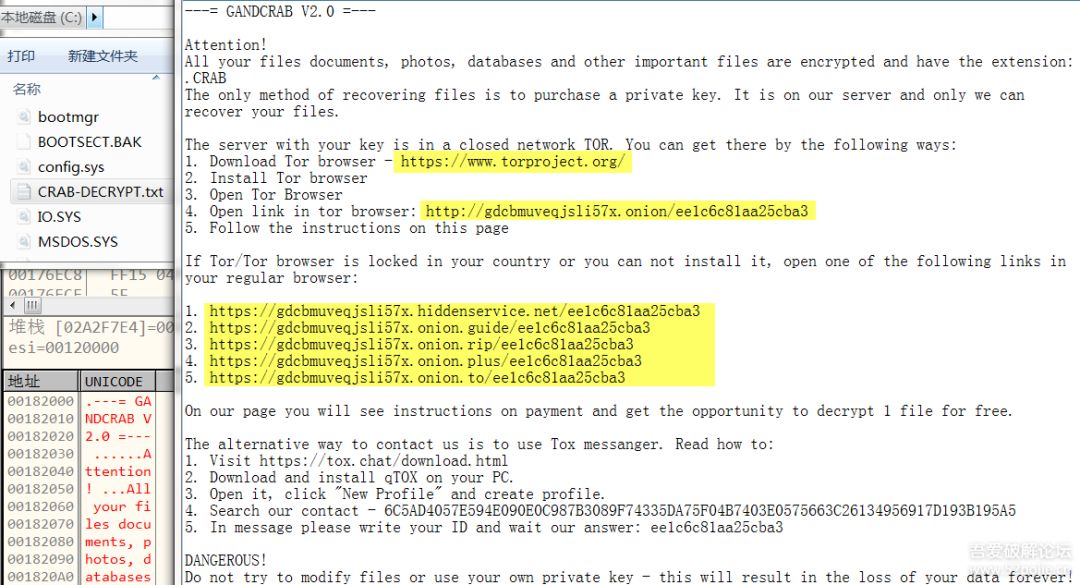 本地磁盘 (C:)
打印 新建文件夹
名称
bootmgr
BOOTSECT.BAK
config.sys
CRAB-DECRYPT.txt
IO.SYS
MSDOS.SYS
00176EC8 FF15 04
00176ECE 5F
堆栈 [02A2F7E4]=00
esi=00120000
地址 UNICODE
00182000 .---= GA
00182010 NDCRAB V
00182020 2.0 =---
00182030 ......A
00182040 ttention
00182050 ! ...All
00182060 your fi
00182070 les docu
00182080 ments, p
00182090 hotos, d
001820A0 atabases
---= GANDCRAB V2.0 =---
Attention!
All your files documents, photos, databases and other important files are encrypted and have the extension:
.CRAB
The only method of recovering files is to purchase a private key. It is on our server and only we can
recover your files.
The server with your key is in a closed network TOR. You can get there by the following ways:
1. Download Tor browser - https://www.torproject.org/
2. Install Tor browser
3. Open Tor Browser
4. Open link in tor browser: http://gdcbmuveqjsli57x.onion/ee1c6c81aa25cba3
5. Follow the instructions on this page
If Tor/Tor browser is locked in your country or you can not install it, open one of the following links in
your regular browser:
1. https://gdcbmuveqjsli57x.hiddenservice.net/ee1c6c81aa25cba3
2. https://gdcbmuveqjsli57x.onion.guide/ee1c6c81aa25cba3
3. https://gdcbmuveqjsli57x.onion.rip/ee1c6c81aa25cba3
4. https://gdcbmuveqjsli57x.onion.plus/ee1c6c81aa25cba3
5. https://gdcbmuveqjsli57x.onion.to/ee1c6c81aa25cba3
On our page you will see instructions on payment and get the opportunity to decrypt 1 file for free.
The alternative way to contact us is to use Tox messanger. Read how to:
1. Visit https://tox.chat/download.html
2. Download and install qTOX on your PC.
3. Open it, click "New Profile" and create profile.
4. Search our contact - 6C5AD4057E594E090E0C987B3089F74335DA75F04B7403E0575663C26134956917D193B195A5
5. In message please write your ID and wait our answer: ee1c6c81aa25cba3
DANGEROUS!
Do not try to modify files or use your own private key - this will result in the loss of your data forever!
吾爱破解论坛
www.52pojie.cn